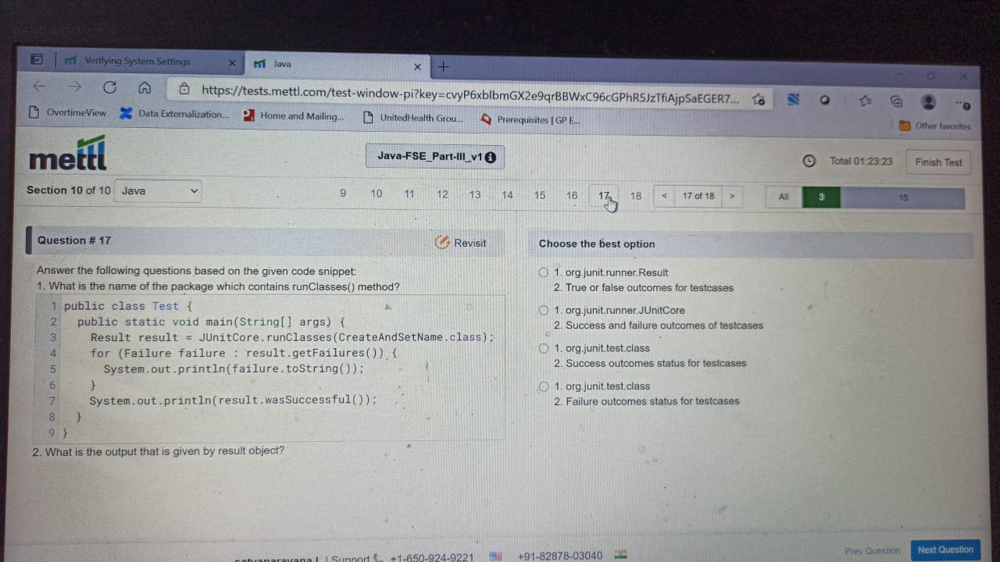 Verifying System Settings
Java
https://tests.mettl.com/test-window-pi?key=cvyP6xblbmGX2e9qrBBWxC96cGPhR5JzTfiAjpSaEGER7...
OvertimeView
Data Externalization...
Home and Mailing...
UnitedHealth Grou...
Prerequisites | GP E...
Other favorites
mettl
Java-FSE_Part-III_v1
Total 01:23:23
Finish Test
Section 10 of 10
Java
9 10 11 12 13 14 15 16 17 18
< 17 of 18 >
All
3
15
Question # 17
Revisit
Answer the following questions based on the given code snippet:
1. What is the name of the package which contains runClasses() method?
1 public class Test {
2 public static void main(String[] args) {
3 Result result = JUnitCore.runClasses(CreateAndSetName.class);
4 for (Failure failure : result.getFailures()) {
5 System.out.println(failure.toString());
6 }
7 System.out.println(result.wasSuccessful());
8 }
9 }
2. What is the output that is given by result object?
Choose the best option
1. org.junit.runner.Result
2. True or false outcomes for testcases
1. org.junit.runner.JUnitCore
2. Success and failure outcomes of testcases
1. org.junit.test.class
2. Success outcomes status for testcases
1. org.junit.test.class
2. Failure outcomes status for testcases
Support
+1-650-924-9221
+91-82878-03040
Prev Question
Next Question